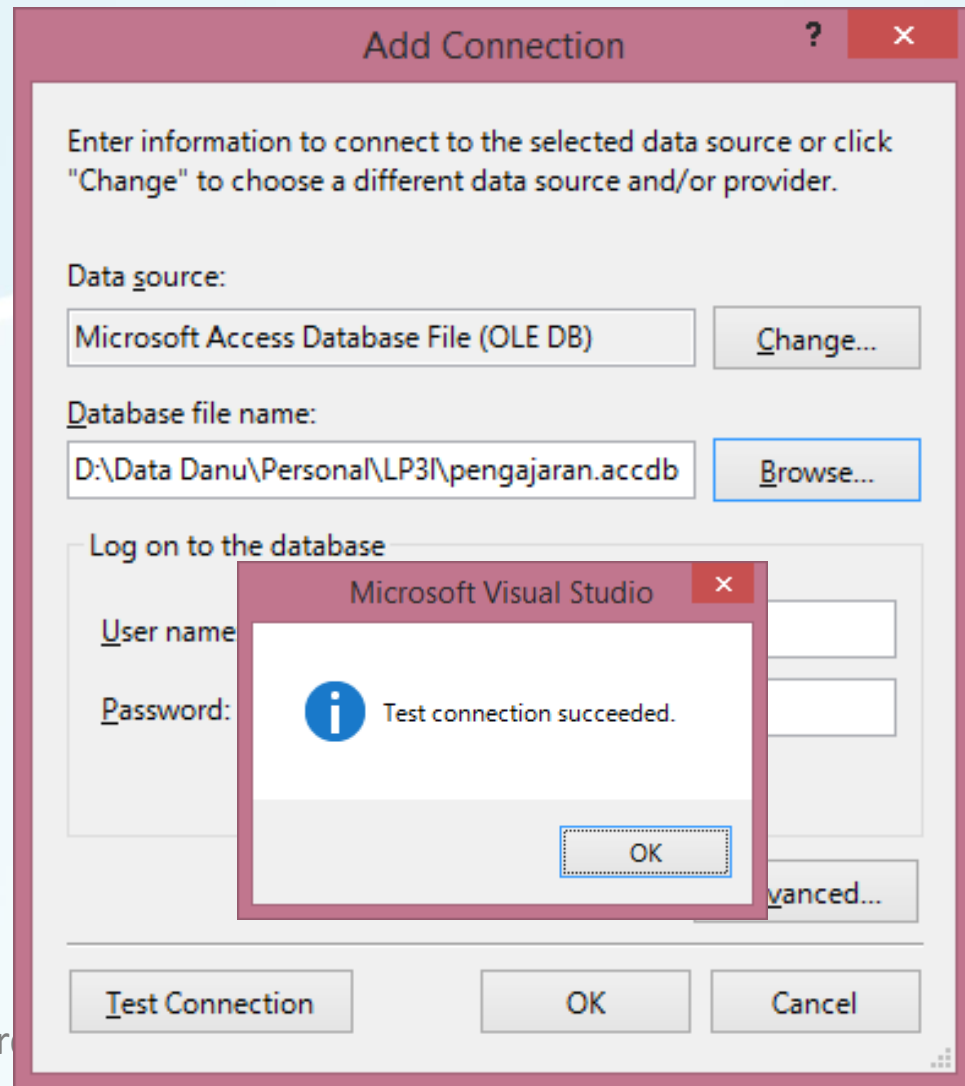 Add Connection
?
Enter information to connect to the selected data source or click
"Change" to choose a different data source and/or provider.
Data source:
Microsoft Access Database File (OLE DB)
Change...
Database file name:
D:\Data Danu\Personal\LP3I\pengajaran.accdb
Browse...
Log on to the database
Microsoft Visual Studio
User name
Password:
Test connection succeeded.
OK
Test Connection
OK
Cancel